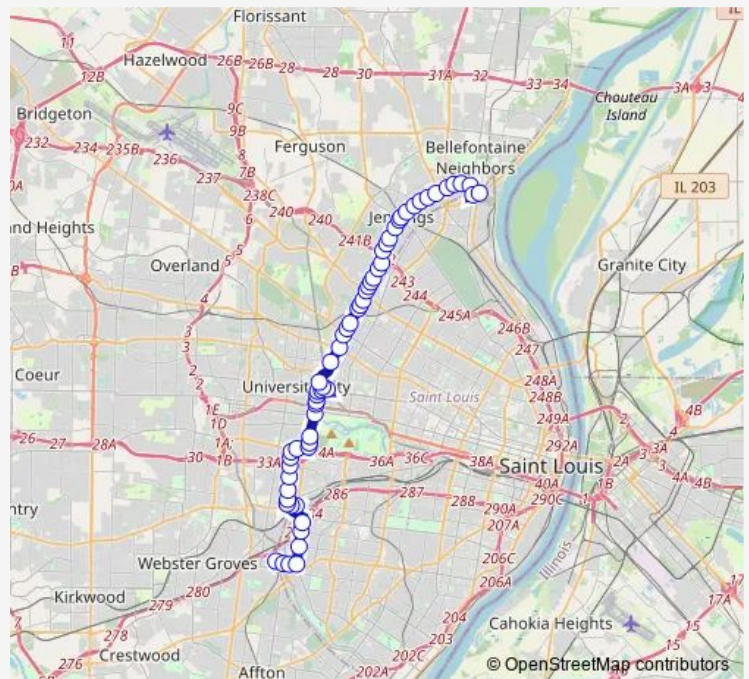 Florissant
IL
11
Hazelwood
26B
26B
28
28
30
31A
32
33
34
3A
3
12B
9C
Chouteau
Island
Bridgeton
9B
Ferguson
Bellefontaine
Neighbors
232
234
235B
8
236
7B
237
238C
IL 203
0A
240
240
6
Jennings
nd Heights
241B
5
Overland
5
Granite City
243
4
244
245A
246B
3
247
3
Coeur
2
University City
248A
2
Saint Louis
248B
1E
4B
1D
249A
2
26
27
28A
1A
4A
292A
3
30
33A
1B
36A
36C
38A
Saint Louis
2A
3A
4A
4B
40A
1B
286
287
288
290C
1
ntry
290A
207A
Webster Groves
206C
Illinois
280
17
Kirkwood
279
206A
17A
278
204
Cahokia Heights
203
15
Crestwood
202C
276
Affton
202A
© OpenStreetMap contributors